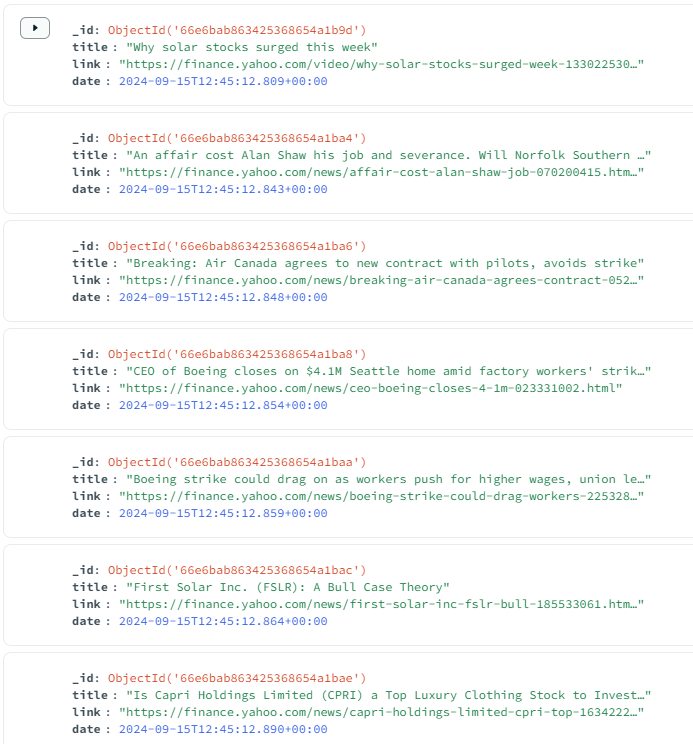 _id: ObjectId('66e6bab863425368654a1b9d')
title : "Why solar stocks surged this week"
link : "https://finance.yahoo.com/video/why-solar-stocks-surged-week-133022530…"
date : 2024-09-15T12:45:12.809+00:00
_id: ObjectId('66e6bab863425368654a1ba4')
title : "An affair cost Alan Shaw his job and severance. Will Norfolk Southern …"
link : "https://finance.yahoo.com/news/affair-cost-alan-shaw-job-070200415.htm…"
date : 2024-09-15T12:45:12.843+00:00
_id: ObjectId('66e6bab863425368654a1ba6')
title : "Breaking: Air Canada agrees to new contract with pilots, avoids strike"
link : "https://finance.yahoo.com/news/breaking-air-canada-agrees-contract-052…"
date : 2024-09-15T12:45:12.848+00:00
_id: ObjectId('66e6bab863425368654a1ba8')
title : "CEO of Boeing closes on $4.1M Seattle home amid factory workers' strik…"
link : "https://finance.yahoo.com/news/ceo-boeing-closes-4-1m-023331002.html"
date : 2024-09-15T12:45:12.854+00:00
_id: ObjectId('66e6bab863425368654a1baa')
title : "Boeing strike could drag on as workers push for higher wages, union le…"
link : "https://finance.yahoo.com/news/boeing-strike-could-drag-workers-225328…"
date : 2024-09-15T12:45:12.859+00:00
_id: ObjectId('66e6bab863425368654a1bac')
title : "First Solar Inc. (FSLR): A Bull Case Theory"
link : "https://finance.yahoo.com/news/first-solar-inc-fslr-bull-185533061.htm…"
date : 2024-09-15T12:45:12.864+00:00
_id: ObjectId('66e6bab863425368654a1bae')
title : "Is Capri Holdings Limited (CPRI) a Top Luxury Clothing Stock to Invest…"
link : "https://finance.yahoo.com/news/capri-holdings-limited-cpri-top-1634222…"
date : 2024-09-15T12:45:12.890+00:00